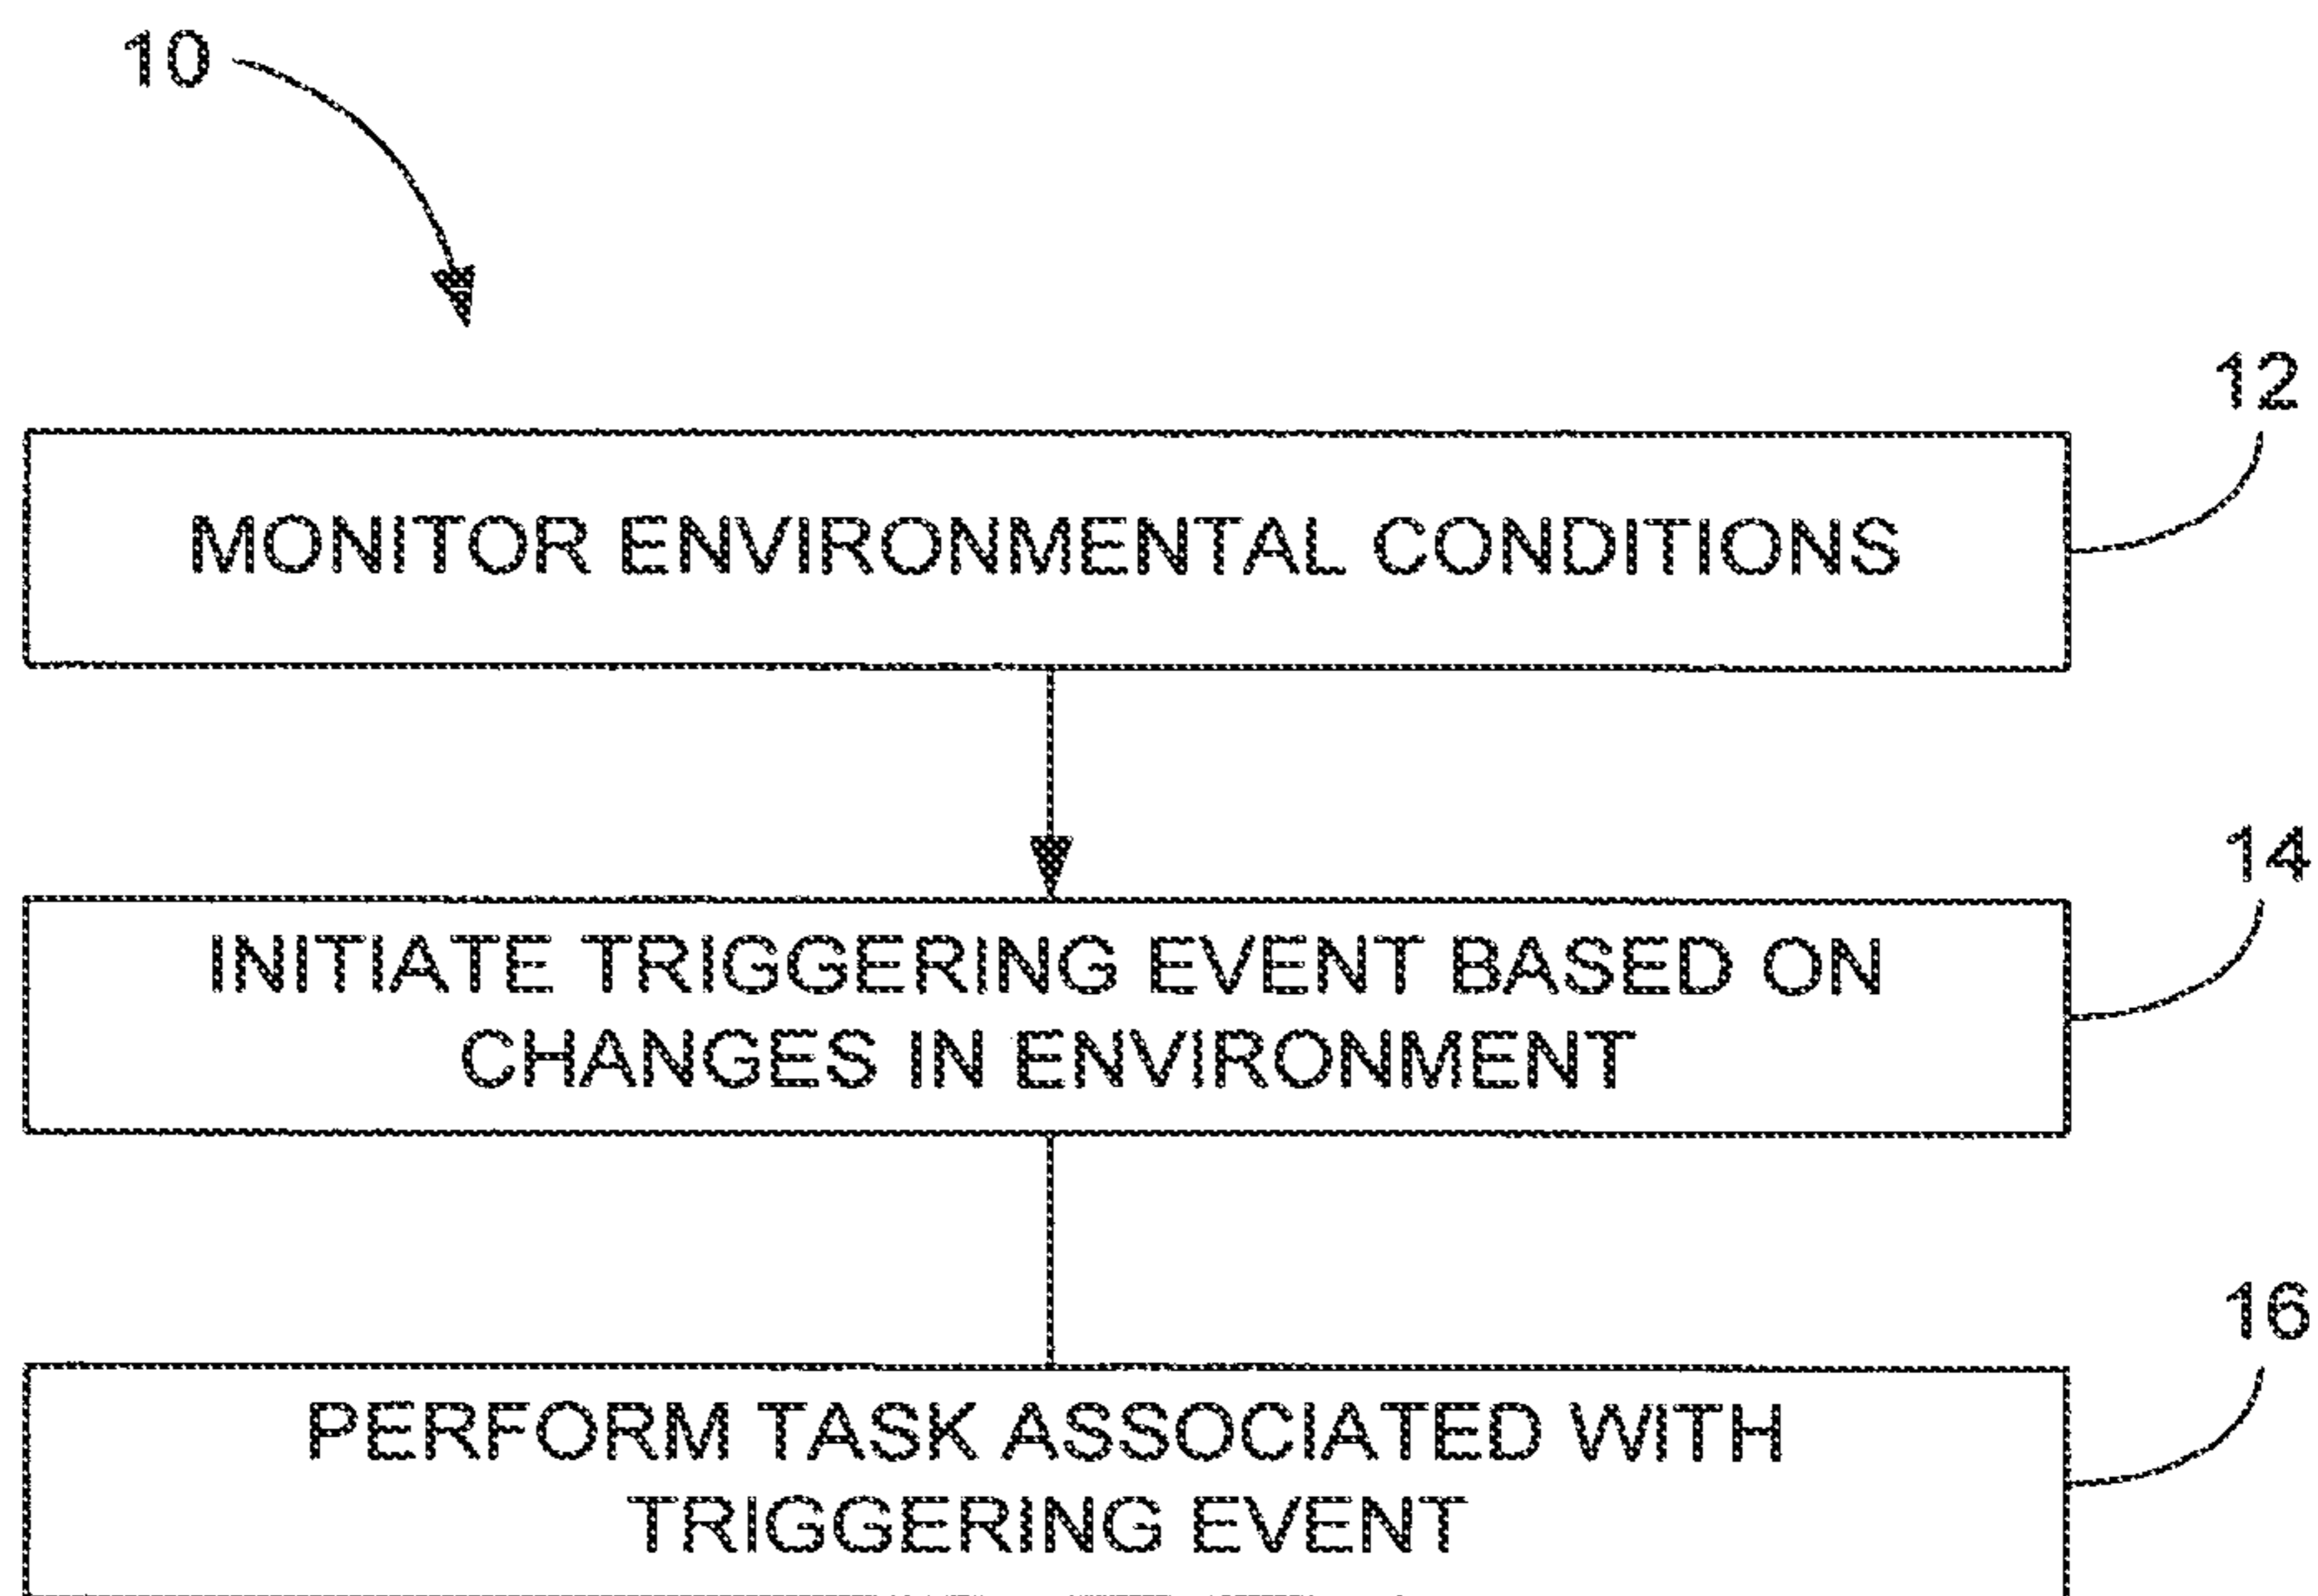 10
12
MONITOR ENVIRONMENTAL CONDITIONS
14
INITIATE TRIGGERING EVENT BASED ON
CHANGES IN ENVIRONMENT
16
PERFORM TASK ASSOCIATED WITH
TRIGGERING EVENT